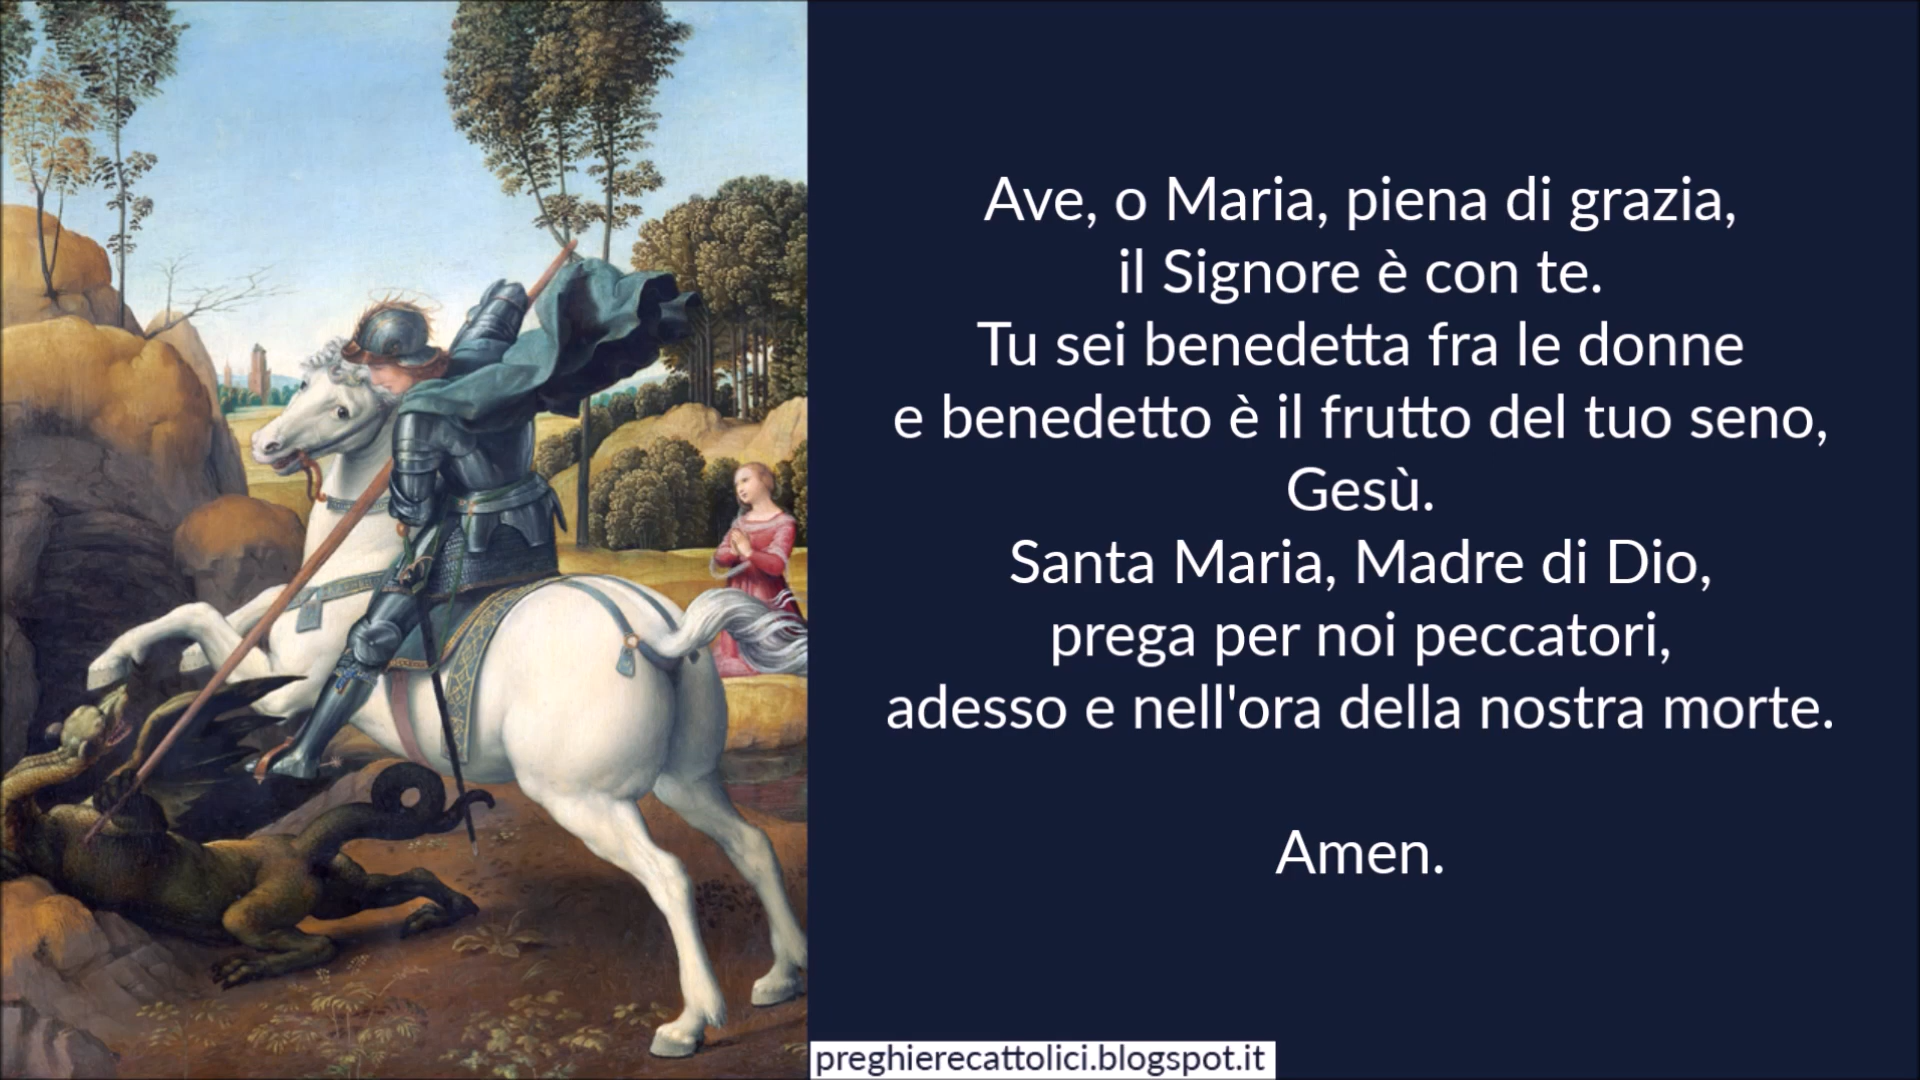 Ave, o Maria, piena di grazia,
il Signore è con te.
Tu sei benedetta fra le donne
e benedetto è il frutto del tuo seno,
Gesù.
Santa Maria, Madre di Dio,
prega per noi peccatori,
adesso e nell'ora della nostra morte.
Amen.
preghierecattolici.blogspot.it